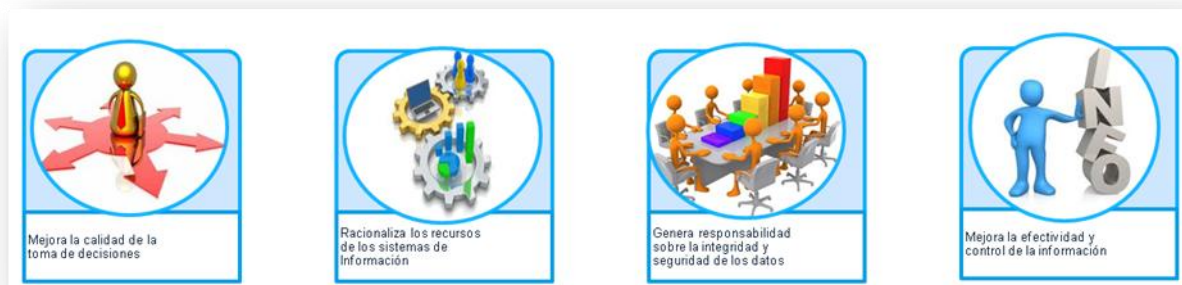 Mejora la calidad de la
toma de decisiones
Racionaliza los recursos
de los sistemas de
Información
Genera responsabilidad
sobre la integridad y
seguridad de los datos
INFO
Mejora la efectividad y
control de la información